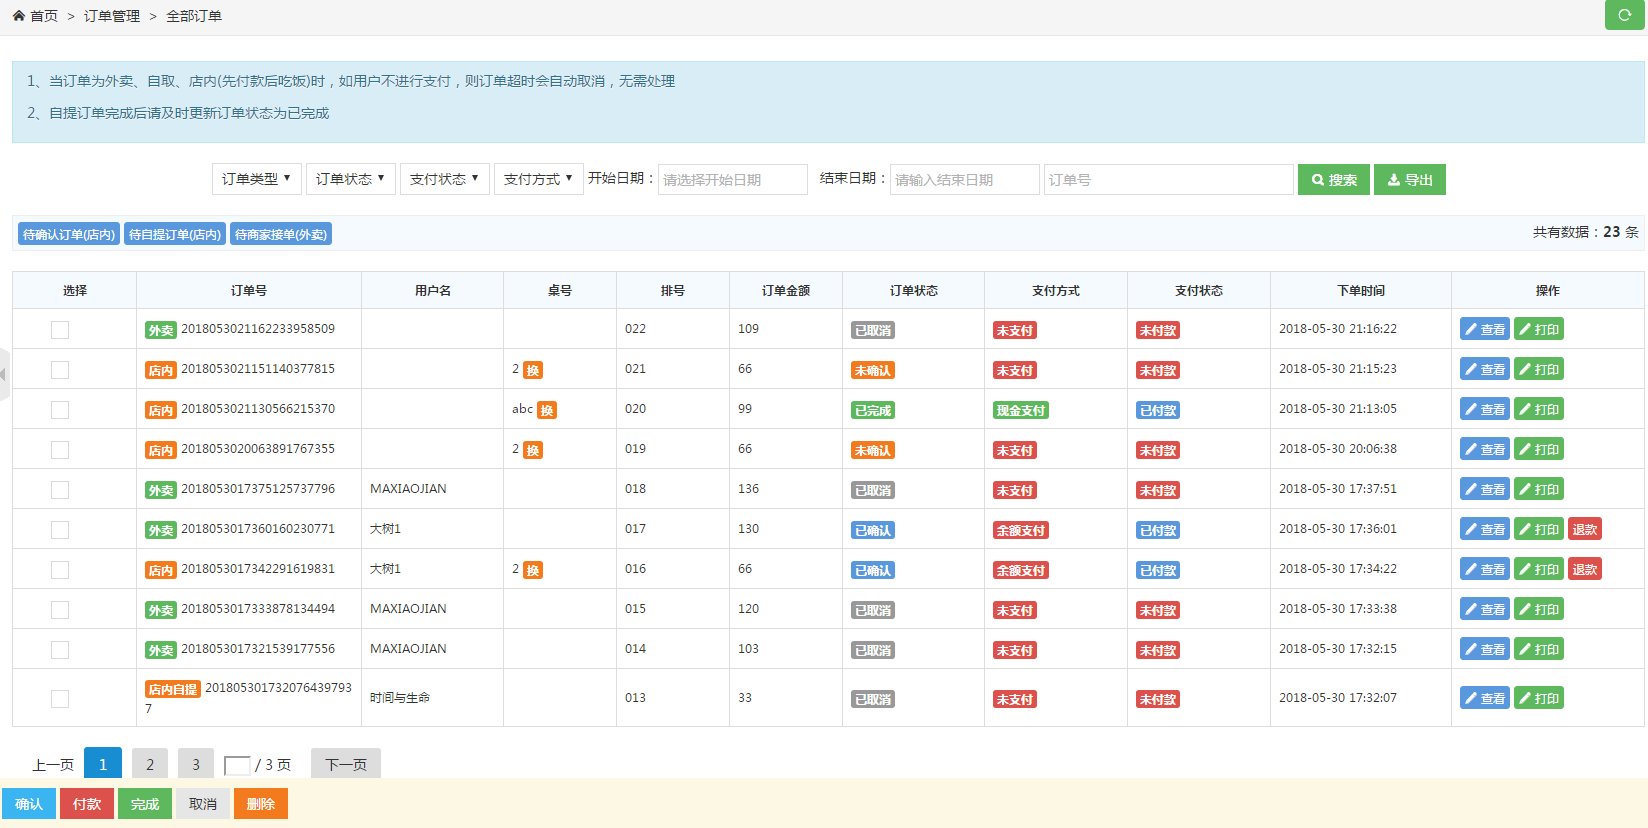 首页 > 订单管理 > 全部订单
1、当订单为外卖、自取、店内(先付款后吃饭)时，如用户不进行支付，则订单超时会自动取消，无需处理
2、自提订单完成后请及时更新订单状态为已完成
订单类型 ▼ 订单状态 ▼ 支付状态 ▼ 支付方式 ▼ 开始日期： 请选择开始日期 结束日期： 请输入结束日期 订单号 搜索 导出
待确认订单(店内) 待自提订单(店内) 待商家接单(外卖) 共有数据：23 条
选择 订单号 用户名 桌号 排号 订单金额 订单状态 支付方式 支付状态 下单时间 操作
外卖 2018053021162233958509 022 109 已取消 未支付 未付款 2018-05-30 21:16:22 查看 打印
店内 2018053021151140377815 2 换 021 66 未确认 未支付 未付款 2018-05-30 21:15:23 查看 打印
店内 2018053021130566215370 abc 换 020 99 已完成 现金支付 已付款 2018-05-30 21:13:05 查看 打印
店内 2018053020063891767355 2 换 019 66 未确认 未支付 未付款 2018-05-30 20:06:38 查看 打印
外卖 2018053017375125737796 MAXIAOJIAN 018 136 已取消 未支付 未付款 2018-05-30 17:37:51 查看 打印
外卖 2018053017360160230771 大树1 017 130 已确认 余额支付 已付款 2018-05-30 17:36:01 查看 打印 退款
店内 2018053017342291619831 大树1 2 换 016 66 已确认 余额支付 已付款 2018-05-30 17:34:22 查看 打印 退款
外卖 2018053017333878134494 MAXIAOJIAN 015 120 已取消 未支付 未付款 2018-05-30 17:33:38 查看 打印
外卖 2018053017321539177556 MAXIAOJIAN 014 103 已取消 未支付 未付款 2018-05-30 17:32:15 查看 打印
店内自提 201805301732076439793
7 时间与生命 013 33 已取消 未支付 未付款 2018-05-30 17:32:07 查看 打印
上一页 1 2 3 / 3 页 下一页
确认 付款 完成 取消 删除